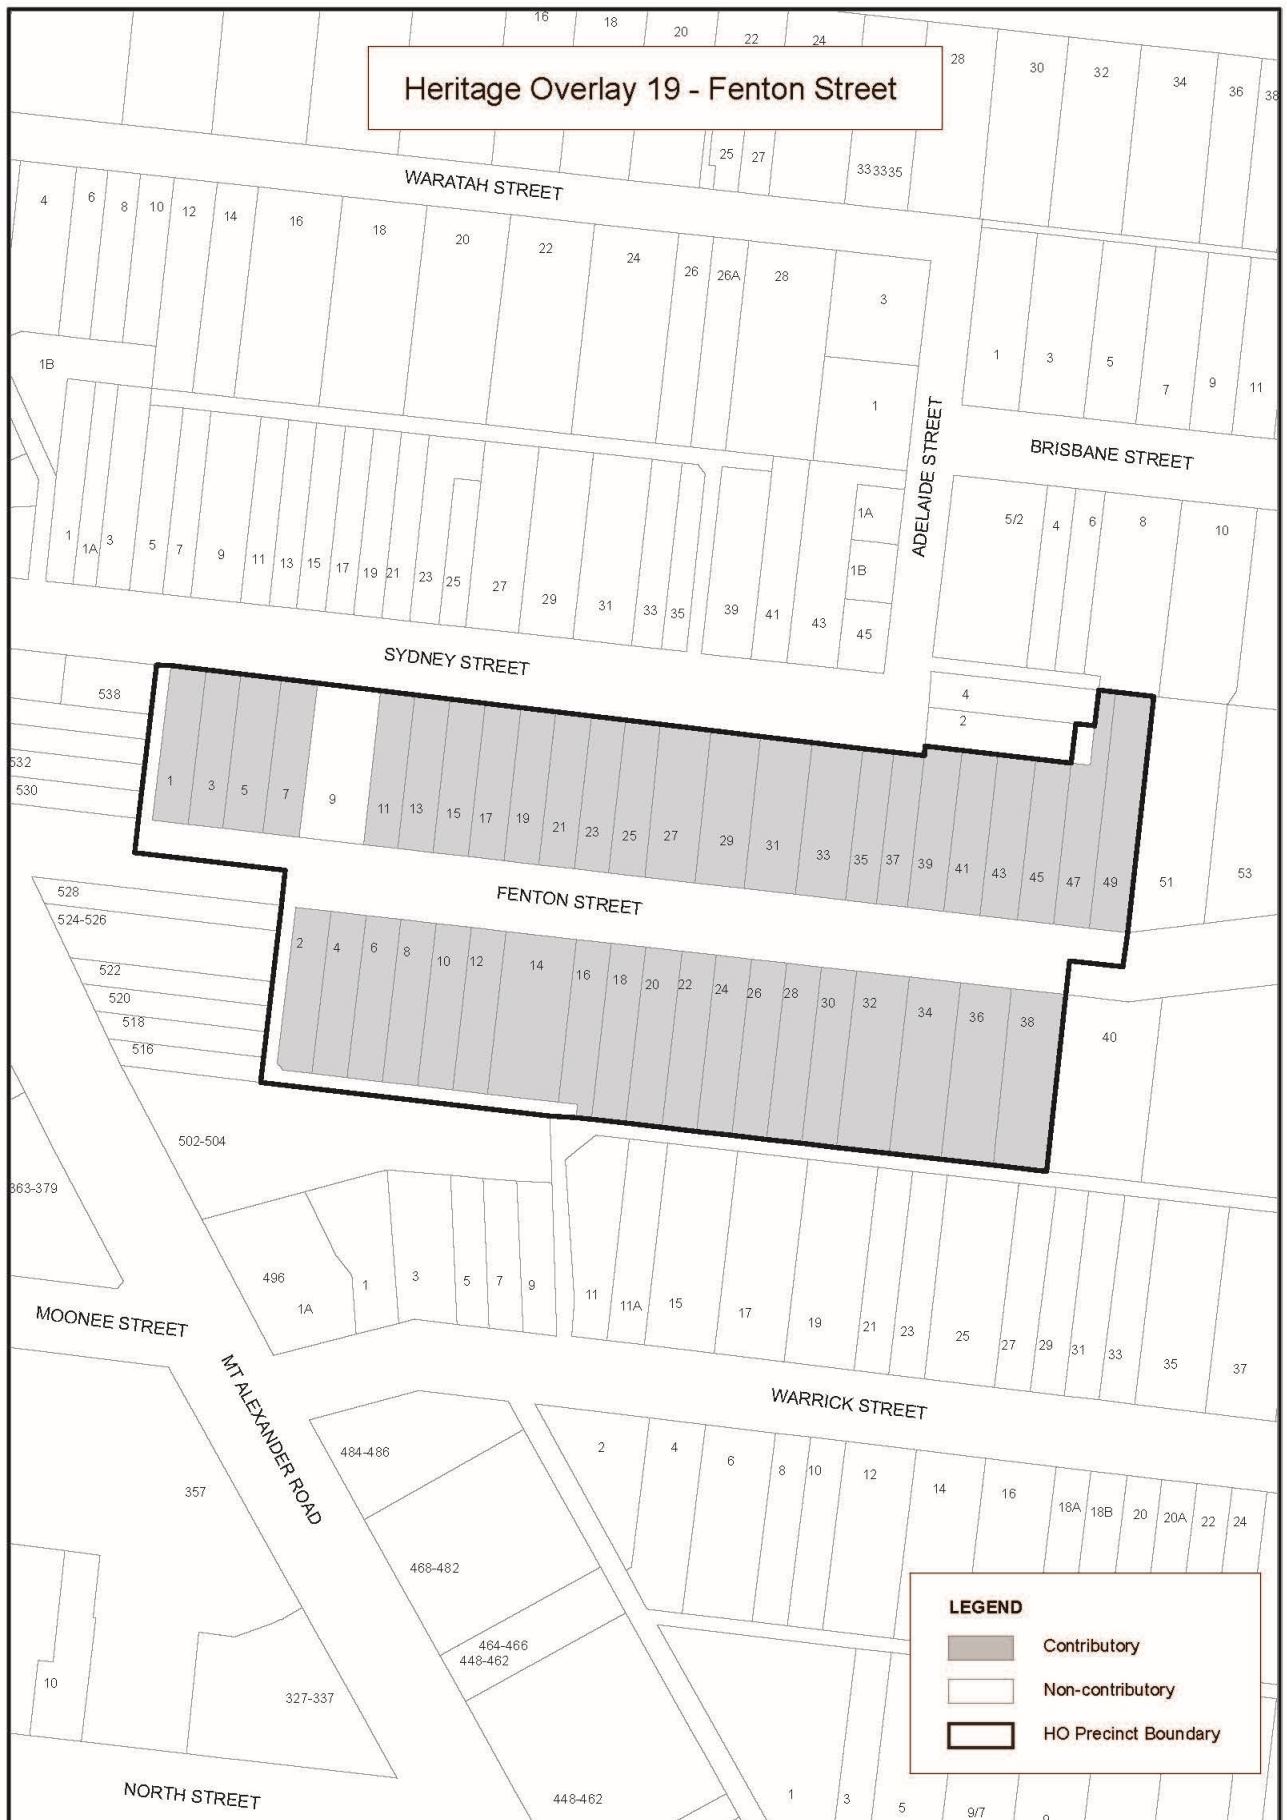 16 18 20 22 24 28 30 32 34 36 38
Heritage Overlay 19 - Fenton Street
25 27 333335
WARATAH STREET
4 6 8 10 12 14 16 18 20 22 24 26 26A 28
3
1
1 3 5 7 9 11
1B
ADELAIDE STREET
BRISBANE STREET
1 1A 3 5 7 9 11 13 15 17 19 21 23 25 27 29 31 33 35 39 41 43
1A
1B
45
5/2 4 6 8 10
SYDNEY STREET
538
532
530
4
2
1 3 5 7 9 11 13 15 17 19 21 23 25 27 29 31 33 35 37 39 41 43 45 47 49 51 53
FENTON STREET
528
524-526
522
520
518
516
2 4 6 8 10 12 14 16 18 20 22 24 26 28 30 32 34 36 38 40
502-504
363-379
496
1A
1 3 5 7 9 11 11A 15 17 19 21 23 25 27 29 31 33 35 37
MOONEE STREET
MT ALEXANDER ROAD
WARRICK STREET
484-486
2 4 6 8 10 12 14 16 18A 18B 20 20A 22 24
357
468-482
464-466
448-462
10
327-337
LEGEND
Contributory
Non-contributory
HO Precinct Boundary
NORTH STREET
448-462
1 3 5 9/7 9